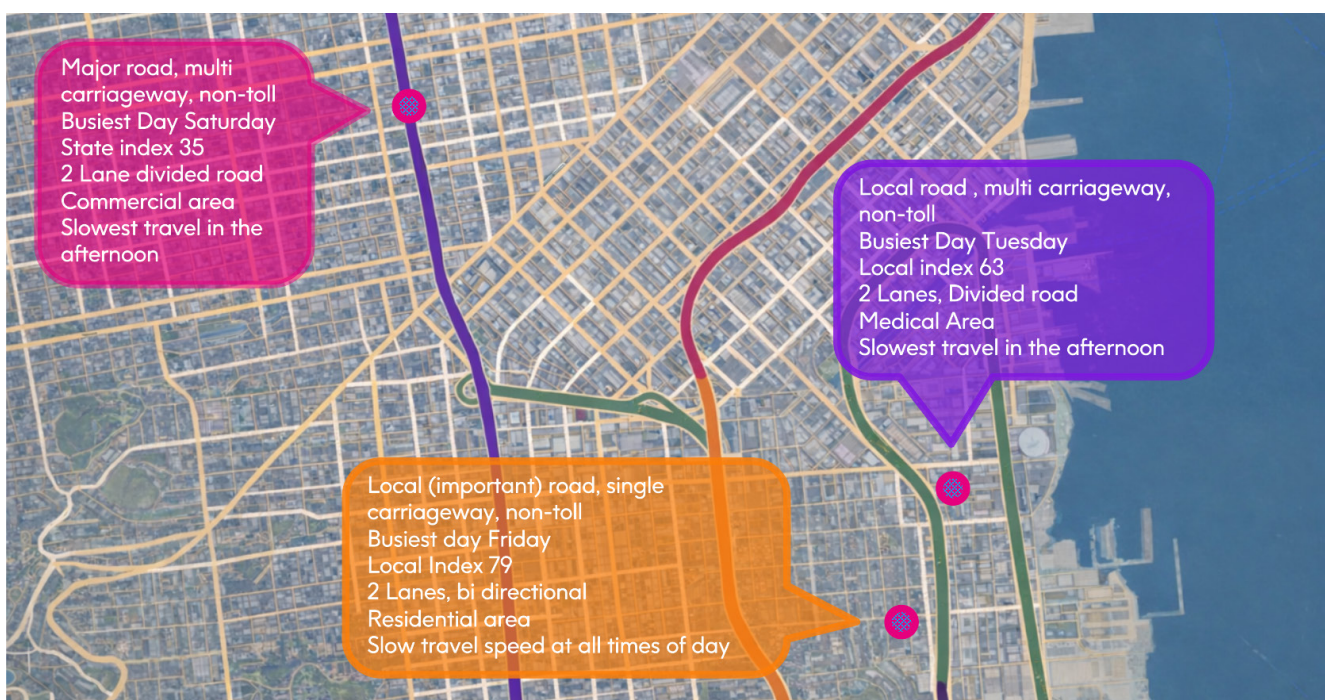 Major road, multi
carriageway, non-toll
Busiest Day Saturday
State index 35
2 Lane divided road
Commercial area
Slowest travel in the
afternoon
Local road , multi carriageway,
non-toll
Busiest Day Tuesday
Local index 63
2 Lanes, Divided road
Medical Area
Slowest travel in the afternoon
Local (important) road, single
carriageway, non-toll
Busiest day Friday
Local Index 79
2 Lanes, bi directional
Residential area
Slow travel speed at all times of day